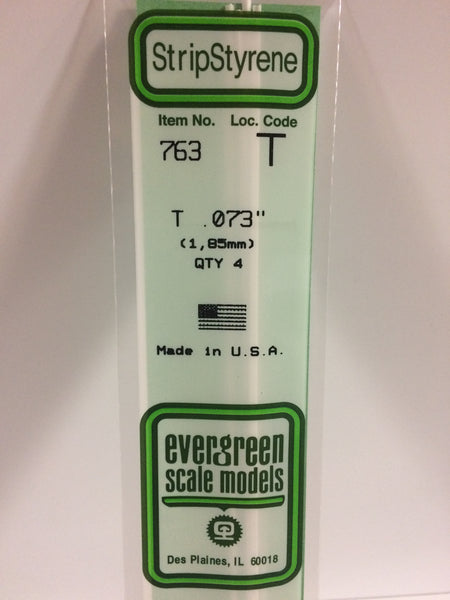 StripStyrene
Item No. Loc. Code
763 T
T .073"
(1,85mm)
QTY 4
Made in U.S.A.
evergreen
scale models
Des Plaines, IL 60018